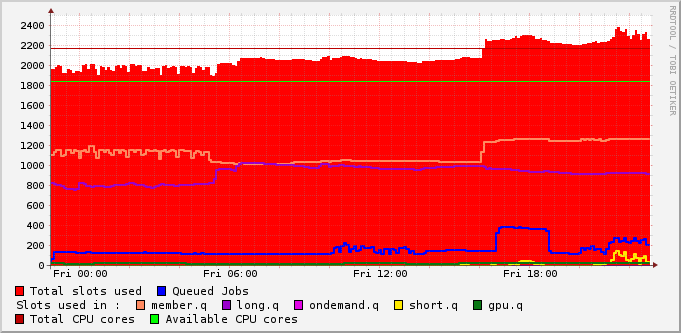 RRDTOOL / TOBI OETIKER
2400
2200
2000
1800
1600
1400
1200
1000
800
600
400
200
0
Fri 00:00 Fri 06:00 Fri 12:00 Fri 18:00
Total slots used Queued Jobs
Slots used in : member.q long.q ondemand.q short.q gpu.q
Total CPU cores Available CPU cores